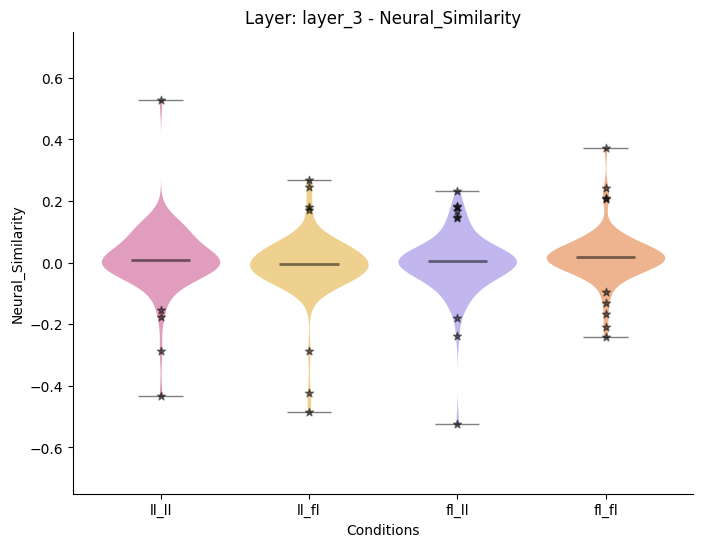 Layer: layer_3 - Neural_Similarity
Neural_Similarity
0.6
0.4
0.2
0.0
−0.2
−0.4
−0.6
ll_ll
ll_fl
fl_ll
fl_fl
Conditions